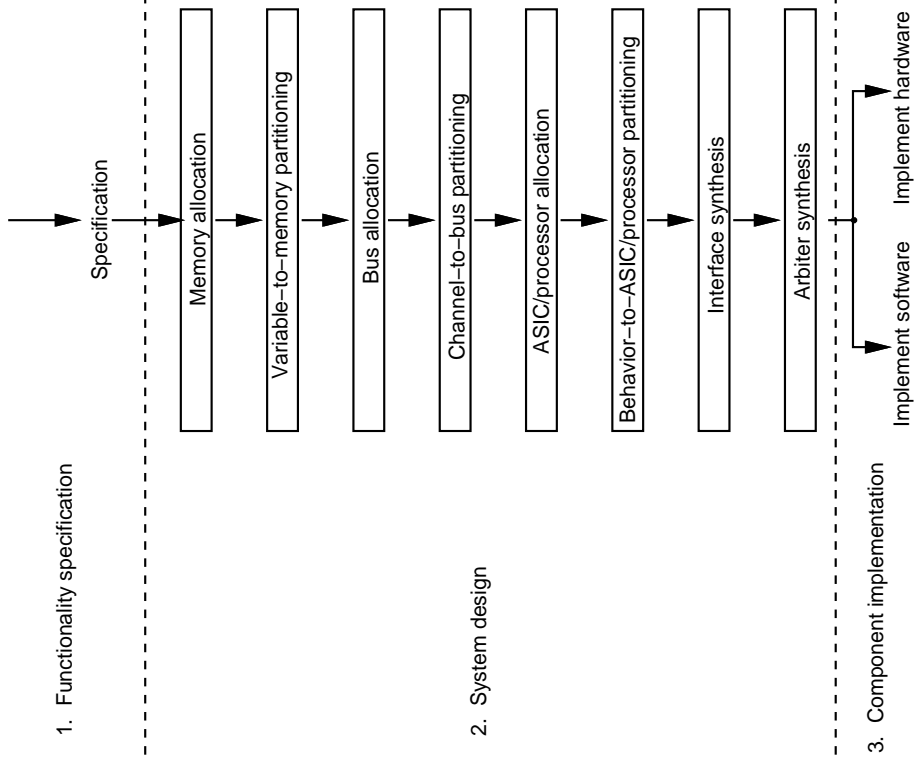 1. Functionality specification
Specification
2. System design
Memory allocation
Variable−to−memory partitioning
Bus allocation
Channel−to−bus partitioning
ASIC/processor allocation
Behavior−to−ASIC/processor partitioning
Interface synthesis
Arbiter synthesis
3. Component implementation
Implement software
Implement hardware